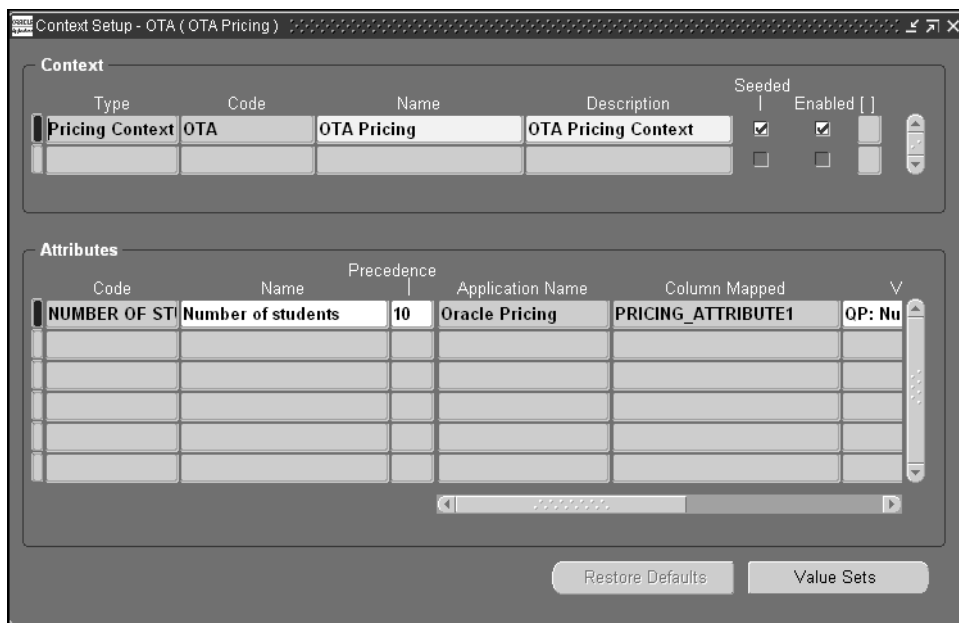 Context Setup - OTA ( OTA Pricing )
Context
Seeded
Type Code Name Description Enabled [ ]
Pricing Context OTA OTA Pricing OTA Pricing Context
Attributes
Precedence
Code Name Application Name Column Mapped V
NUMBER OF STU Number of students 10 Oracle Pricing PRICING_ATTRIBUTE1 QP: Nu
Restore Defaults Value Sets